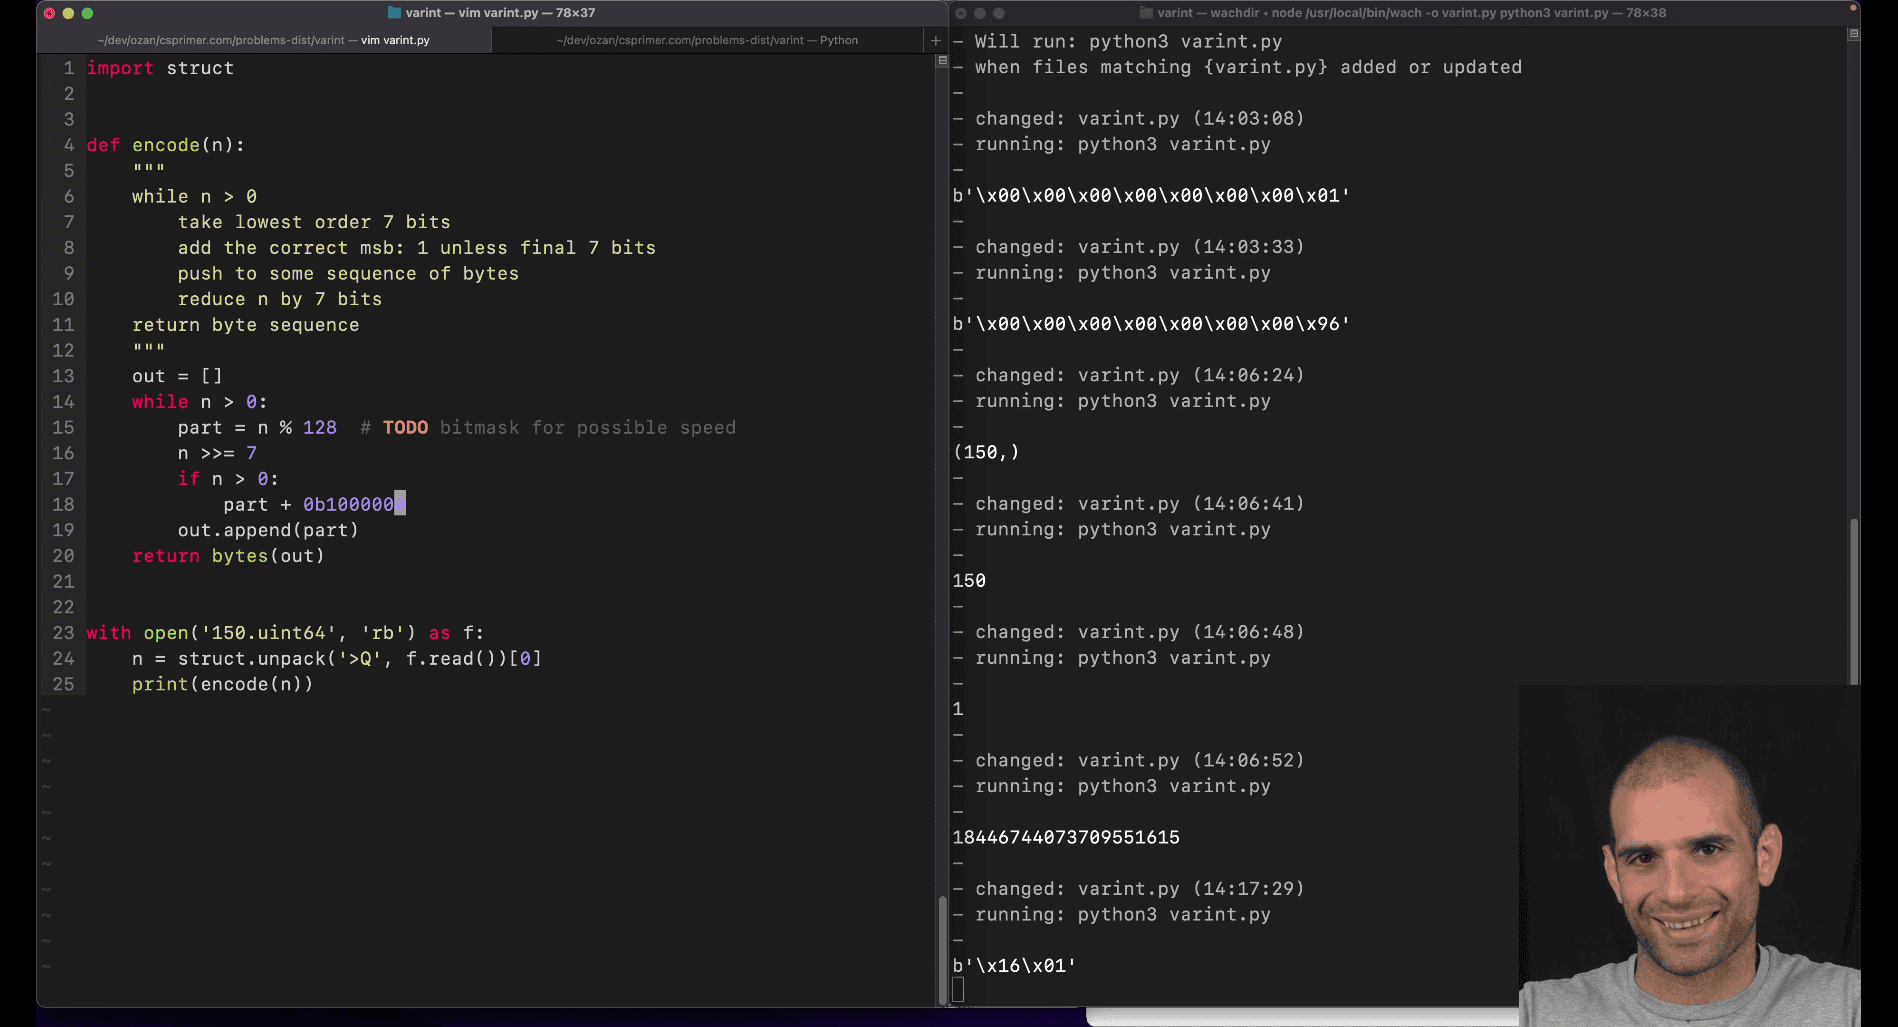 varint — vim varint.py — 78×37
~/dev/ozan/csprimer.com/problems-dist/varint — vim varint.py
~/dev/ozan/csprimer.com/problems-dist/varint — Python
+
1 import struct
2
3
4 def encode(n):
5     """
6     while n > 0
7         take lowest order 7 bits
8         add the correct msb: 1 unless final 7 bits
9         push to some sequence of bytes
10         reduce n by 7 bits
11     return byte sequence
12     """
13     out = []
14     while n > 0:
15         part = n % 128  # TODO bitmask for possible speed
16         n >>= 7
17         if n > 0:
18             part + 0b1000000
19         out.append(part)
20     return bytes(out)
21
22
23 with open('150.uint64', 'rb') as f:
24     n = struct.unpack('>Q', f.read())[0]
25     print(encode(n))
~
~
~
~
~
~
~
~
~
~
~
varint — wachdir • node /usr/local/bin/wach -o varint.py python3 varint.py — 78×38
– Will run: python3 varint.py
– when files matching {varint.py} added or updated
–
– changed: varint.py (14:03:08)
– running: python3 varint.py
–
b'\x00\x00\x00\x00\x00\x00\x00\x01'
–
– changed: varint.py (14:03:33)
– running: python3 varint.py
–
b'\x00\x00\x00\x00\x00\x00\x00\x96'
–
– changed: varint.py (14:06:24)
– running: python3 varint.py
–
(150,)
–
– changed: varint.py (14:06:41)
– running: python3 varint.py
–
150
–
– changed: varint.py (14:06:48)
– running: python3 varint.py
–
1
–
– changed: varint.py (14:06:52)
– running: python3 varint.py
–
18446744073709551615
–
– changed: varint.py (14:17:29)
– running: python3 varint.py
–
b'\x16\x01'